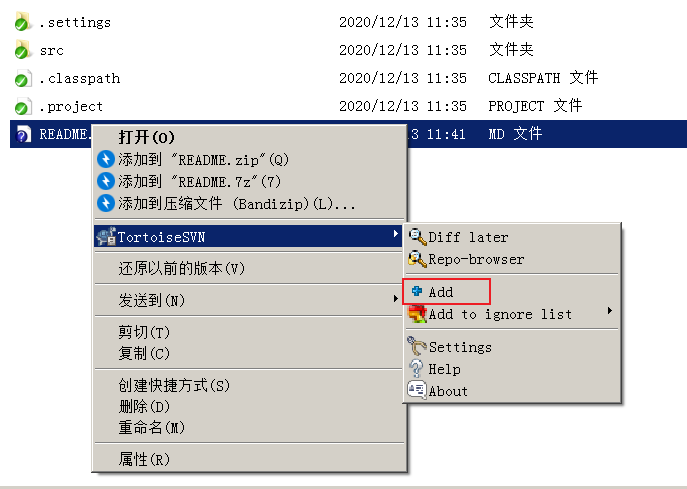 .settings 2020/12/13 11:35 文件夹
src 2020/12/13 11:35 文件夹
.classpath 2020/12/13 11:35 CLASSPATH 文件
.project 2020/12/13 11:35 PROJECT 文件
README. 3 11:41 MD 文件
打开(O)
添加到 "README.zip"(Q)
添加到 "README.7z"(7)
添加到压缩文件 (Bandizip)(L)...
TortoiseSVN
还原以前的版本(V)
发送到(N)
剪切(T)
复制(C)
创建快捷方式(S)
删除(D)
重命名(M)
属性(R)
Diff later
Repo-browser
Add
Add to ignore list
Settings
Help
About